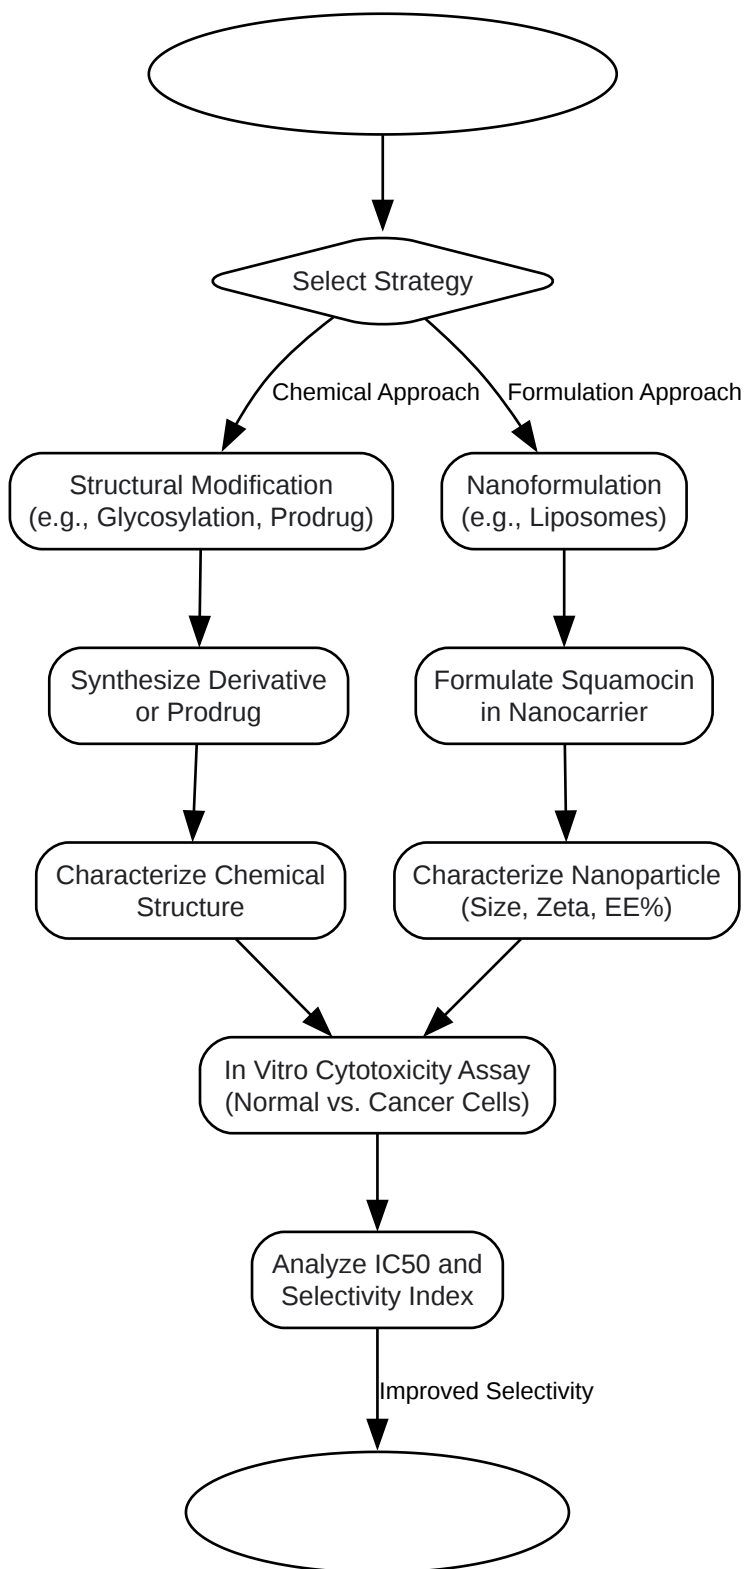 Select Strategy
Chemical Approach
Formulation Approach
Structural Modification
(e.g., Glycosylation, Prodrug)
Nanoformulation
(e.g., Liposomes)
Synthesize Derivative
or Prodrug
Formulate Squamocin
in Nanocarrier
Characterize Chemical
Structure
Characterize Nanoparticle
(Size, Zeta, EE%)
In Vitro Cytotoxicity Assay
(Normal vs. Cancer Cells)
Analyze IC50 and
Selectivity Index
Improved Selectivity